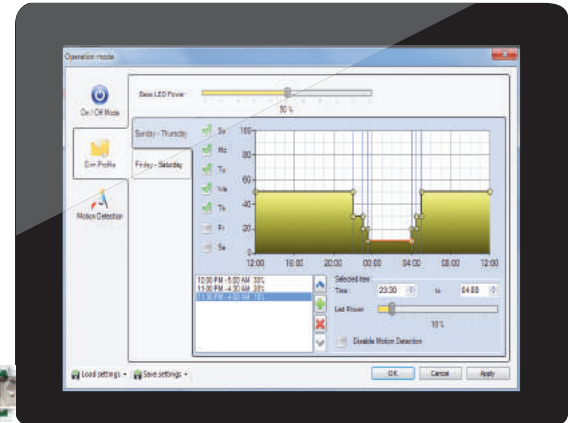 Operation mode
On / Off Mode
Dim Profile
Motion Detection
Base LED Power:
50 %
Sunday - Thursday
Friday - Saturday
Su
Mo
Tu
We
Th
Fr
Sa
100
80
60
40
20
0
12:00 16:00 20:00 00:00 04:00 08:00 12:00
10:00 PM - 5:00 AM 30%
11:00 PM - 4:30 AM 20%
11:30 PM - 4:00 AM 10%
Selected item:
Time: 23:30 to 04:00
Led Power
10 %
Disable Motion Detection
Load settings
Save settings
OK Cancel Apply